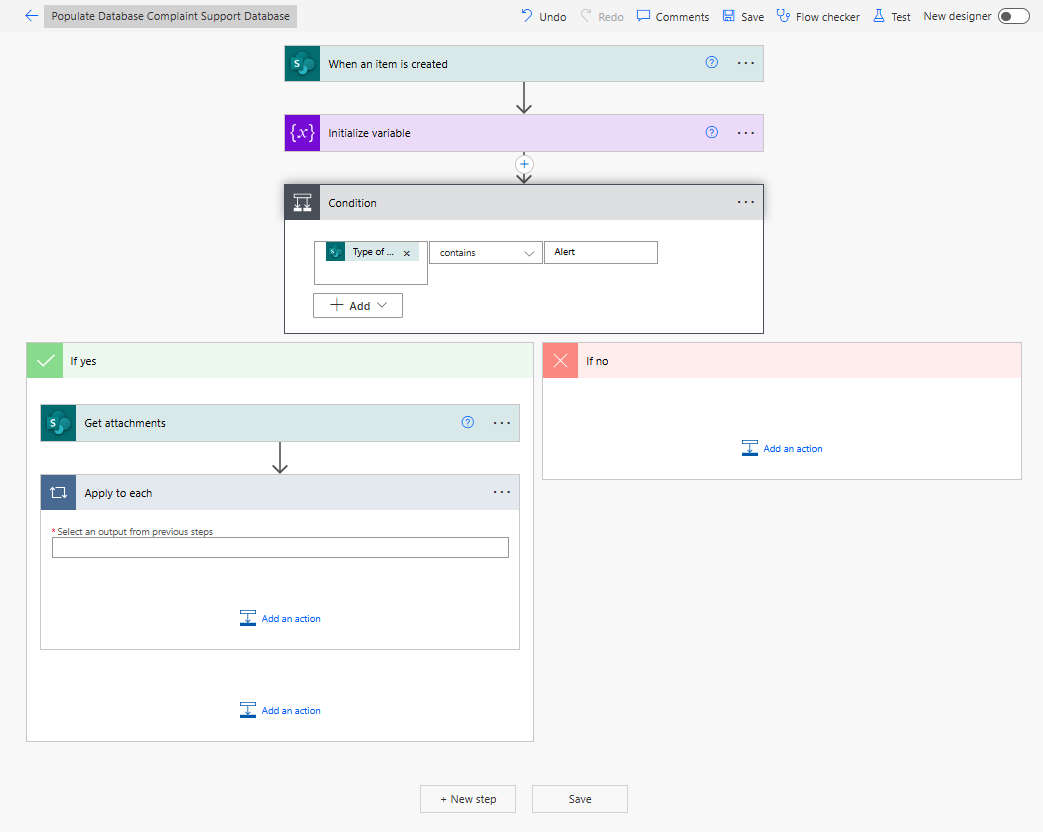 Populate Database Complaint Support Database
Undo
Redo
Comments
Save
Flow checker
Test
New designer
When an item is created
Initialize variable
Condition
Type of ...
contains
Alert
Add
If yes
Get attachments
Apply to each
* Select an output from previous steps
Add an action
Add an action
If no
Add an action
+ New step
Save